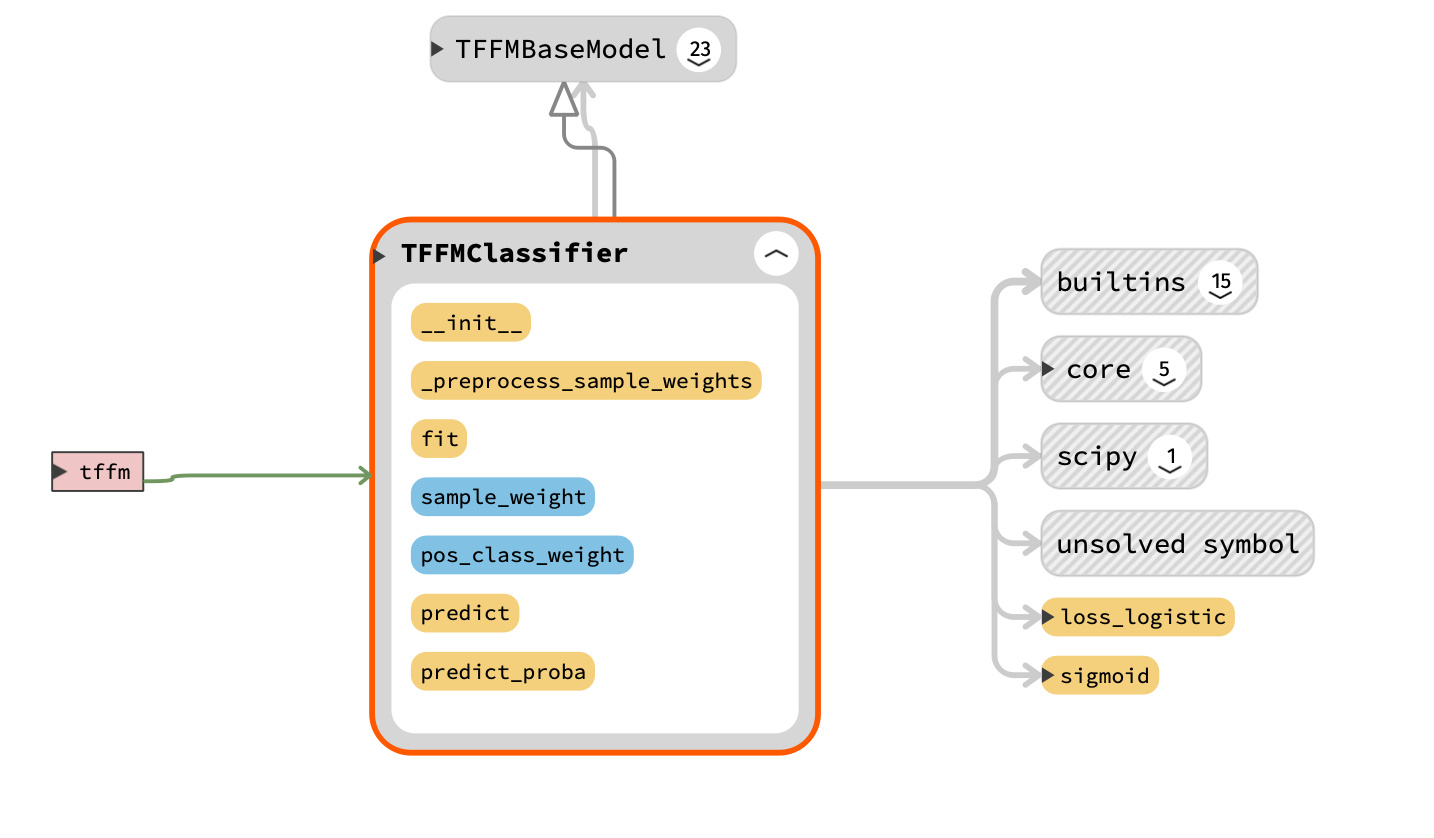 TFFMBaseModel 23
TFFMClassifier
__init__
_preprocess_sample_weights
fit
sample_weight
pos_class_weight
predict
predict_proba
tffm
builtins 15
core 5
scipy 1
unsolved symbol
loss_logistic
sigmoid